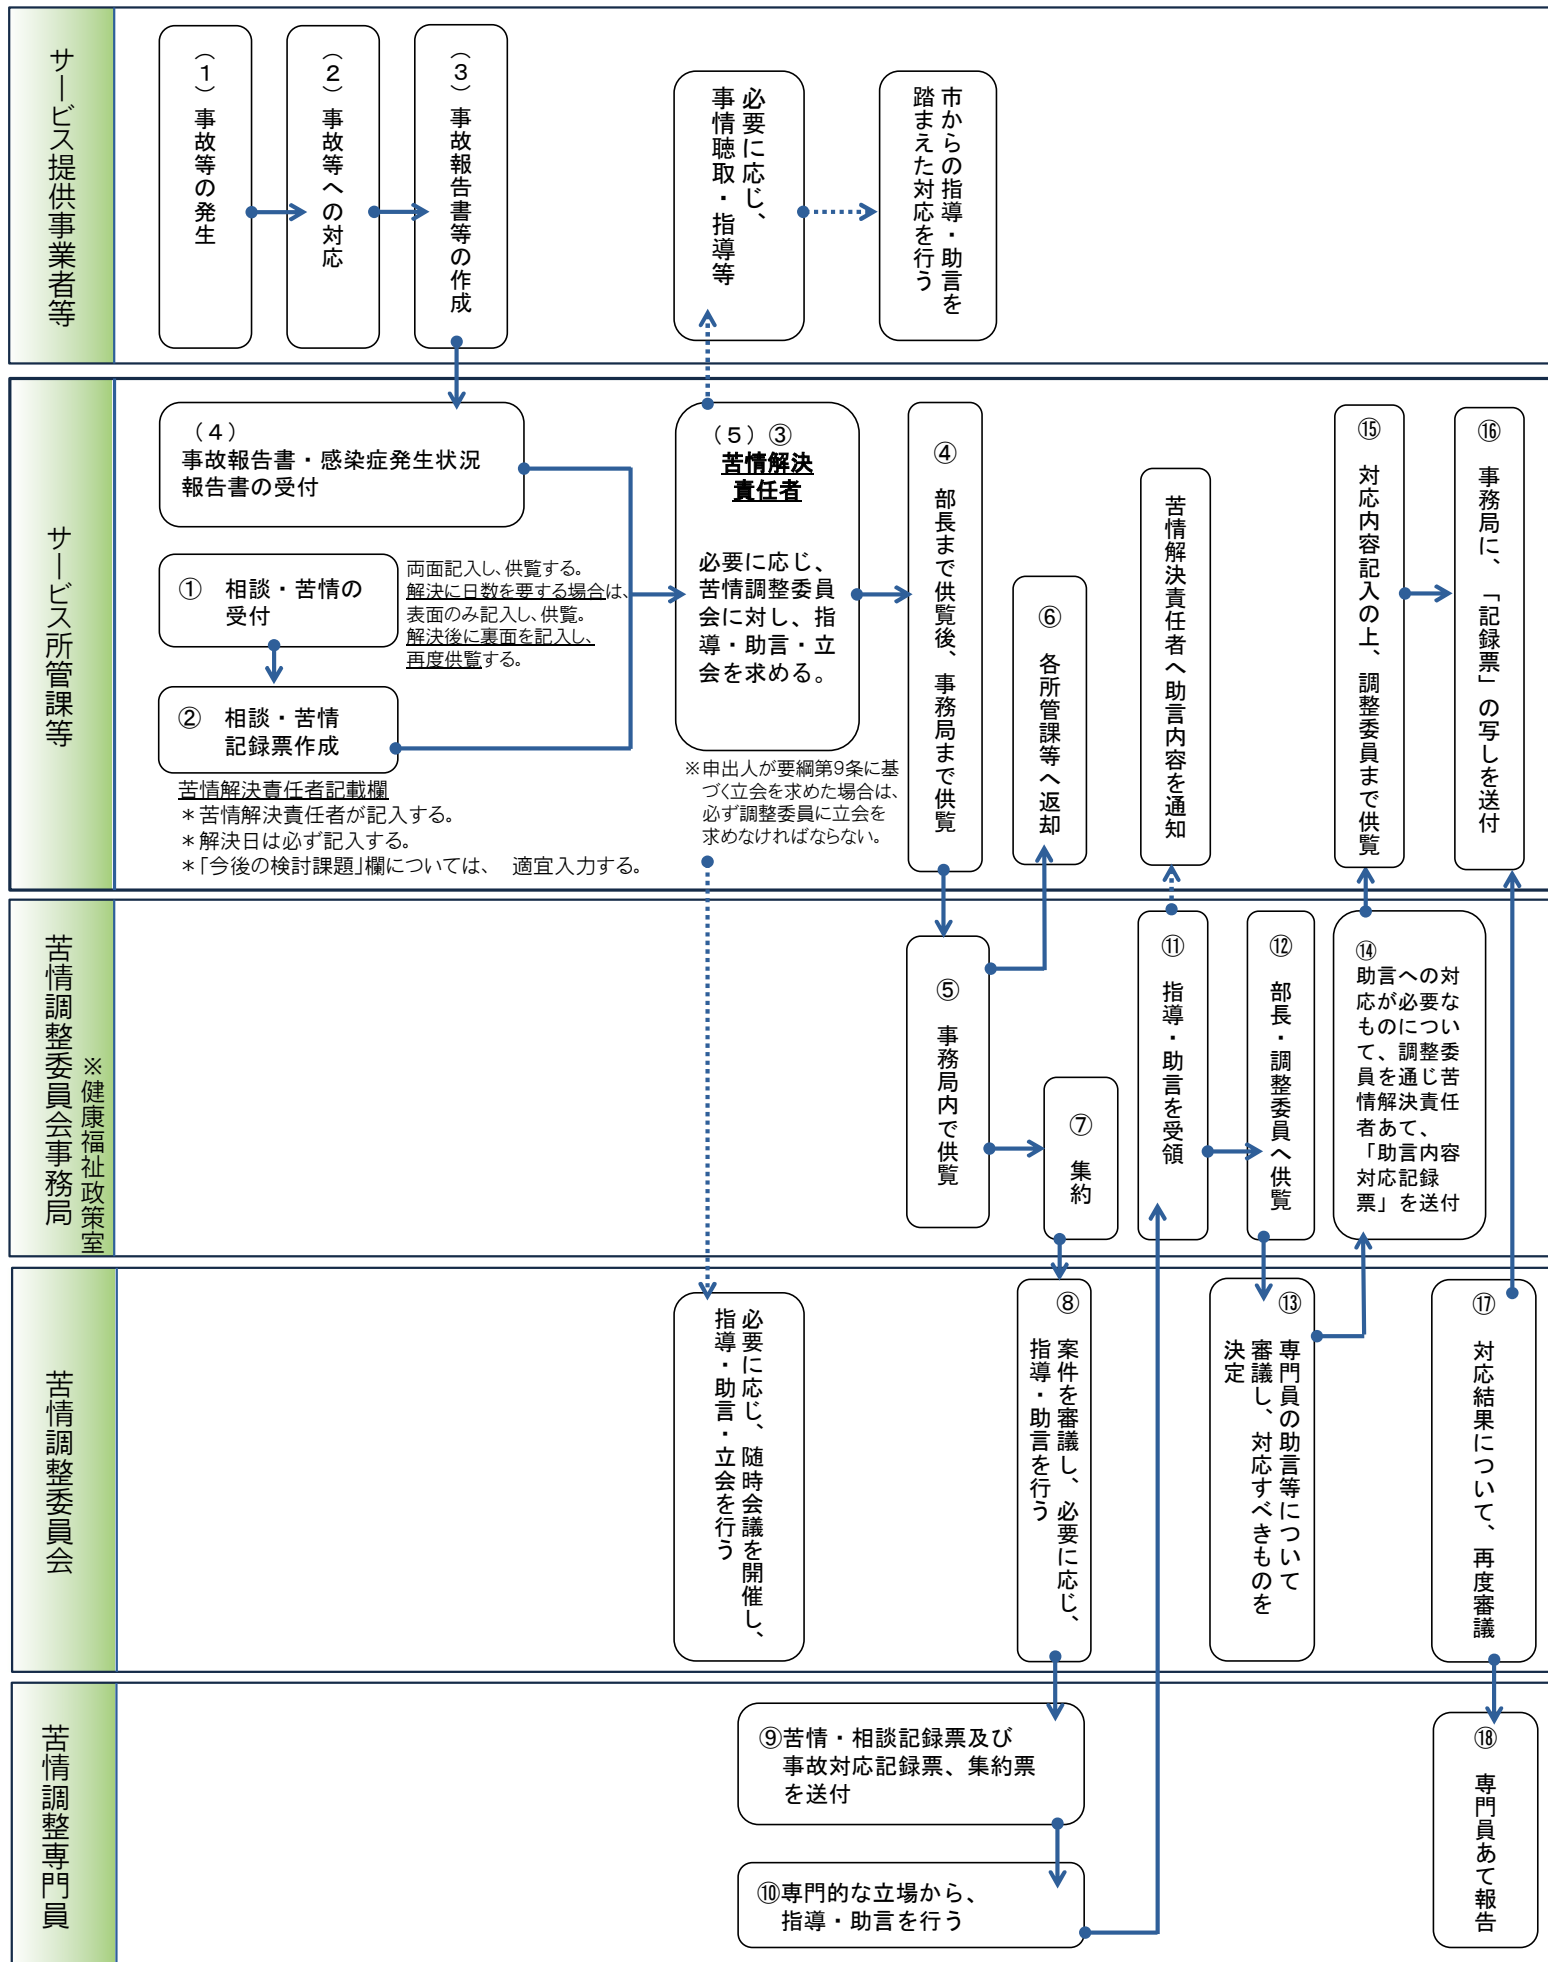 サービス提供事業者等
（１）事故等の発生
（２）事故等への対応
（３）事故報告書等の作成
必要に応じ、
事情聴取・指導等
市からの指導・助言を
踏まえた対応を行う
サービス所管課等
（４）
事故報告書・感染症発生状況
報告書の受付
① 相談・苦情の
受付
両面記入し、供覧する。
解決に日数を要する場合は、
表面のみ記入し、供覧。
解決後に裏面を記入し、
再度供覧する。
② 相談・苦情
記録票作成
苦情解決責任者記載欄
＊苦情解決責任者が記入する。
＊解決日は必ず記入する。
＊「今後の検討課題」欄については、 適宜入力する。
（５）③
苦情解決
責任者
必要に応じ、
苦情調整委員
会に対し、指
導・助言・立
会を求める。
※申出人が要綱第9条に基
づく立会を求めた場合は、
必ず調整委員に立会を
求めなければならない。
④ 部長まで供覧後、事務局まで供覧
⑥ 各所管課等へ返却
苦情解決責任者へ助言内容を通知
⑮ 対応内容記入の上、調整委員まで供覧
⑯ 事務局に、「記録票」の写しを送付
苦情調整委員会事務局
※健康福祉政策室
⑤ 事務局内で供覧
⑦ 集約
⑪ 指導・助言を受領
⑫ 部長・調整委員へ供覧
⑭
助言への対
応が必要な
ものについ
て、調整委
員を通じ苦
情解決責任
者あて、
「助言内容
対応記録
票」を送付
苦情調整委員会
必要に応じ、随時会議を開催し、
指導・助言・立会を行う
⑧ 案件を審議し、必要に応じ、
指導・助言を行う
⑬ 専門員の助言等について
審議し、対応すべきものを
決定
⑰ 対応結果について、再度審議
苦情調整専門員
⑨苦情・相談記録票及び
事故対応記録票、集約票
を送付
⑩専門的な立場から、
指導・助言を行う
⑱ 専門員あて報告